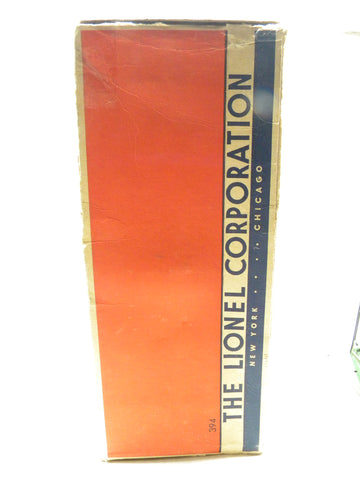 THE LIONEL CORPORATION
NEW YORK . . . . CHICAGO
394